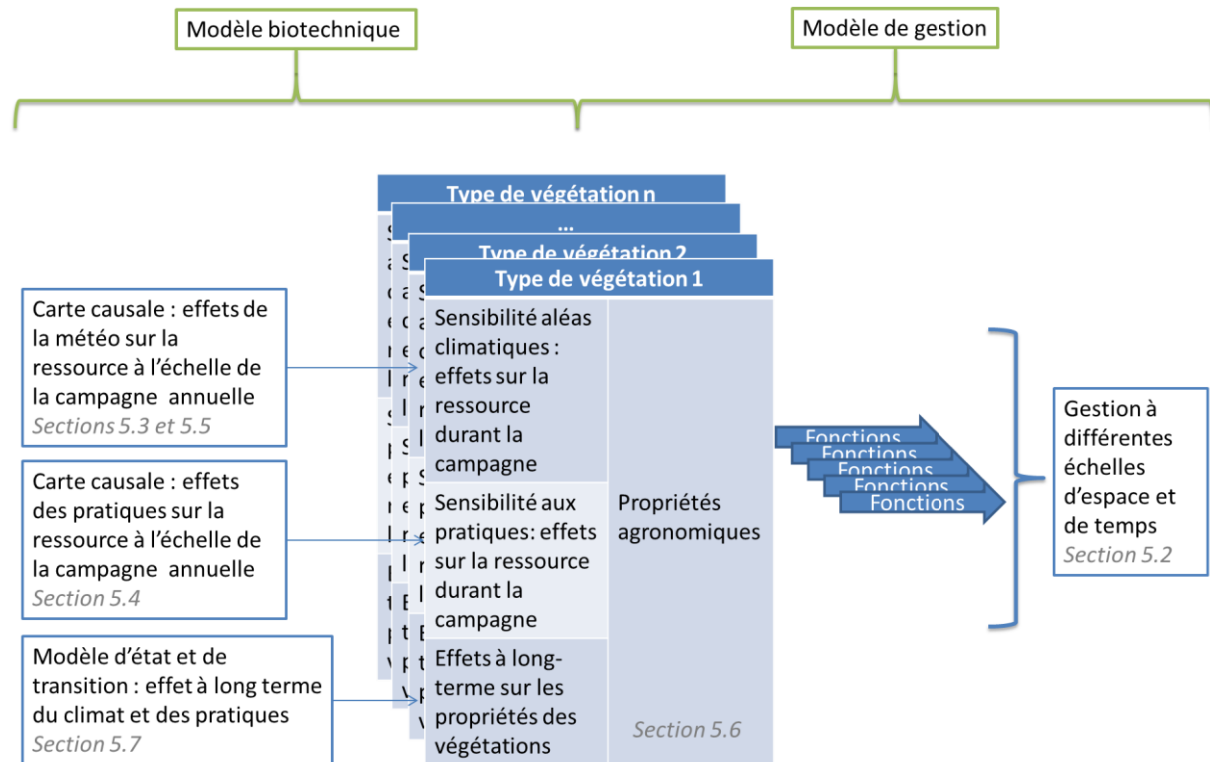 Modèle biotechnique
Modèle de gestion
Type de végétation n
...
Type de végétation 2
Type de végétation 1
Carte causale : effets de
la météo sur la
ressource à l'échelle de
la campagne annuelle
Sections 5.3 et 5.5
Carte causale : effets
des pratiques sur la
ressource à l'échelle de
la campagne annuelle
Section 5.4
Modèle d'état et de
transition : effet à long terme
du climat et des pratiques
Section 5.7
Sensibilité aléas
climatiques :
effets sur la
ressource
durant la
campagne
Sensibilité aux
pratiques: effets
sur la ressource
durant la
campagne
Effets à long-
terme sur les
propriétés des
végétations
Propriétés
agronomiques
Section 5.6
Fonctions
Fonctions
Fonctions
Fonctions
Fonctions
Gestion à
différentes
échelles
d'espace et
de temps
Section 5.2